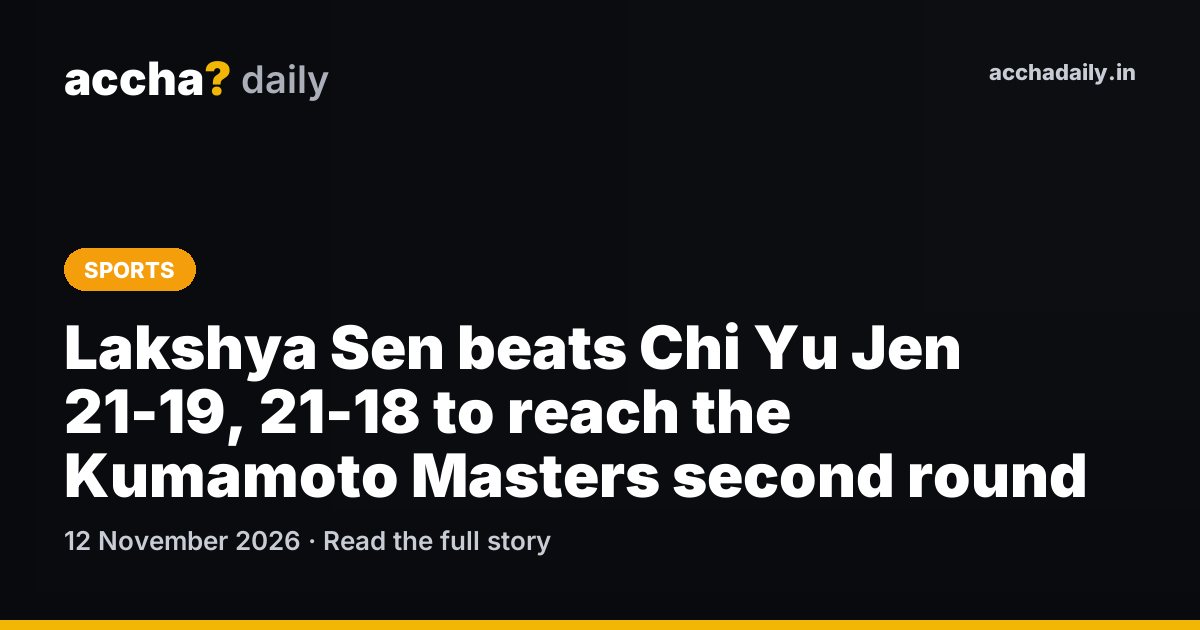 accha? daily
acchadaily.in
SPORTS
Lakshya Sen beats Chi Yu Jen
21-19, 21-18 to reach the
Kumamoto Masters second round
12 November 2026 · Read the full story